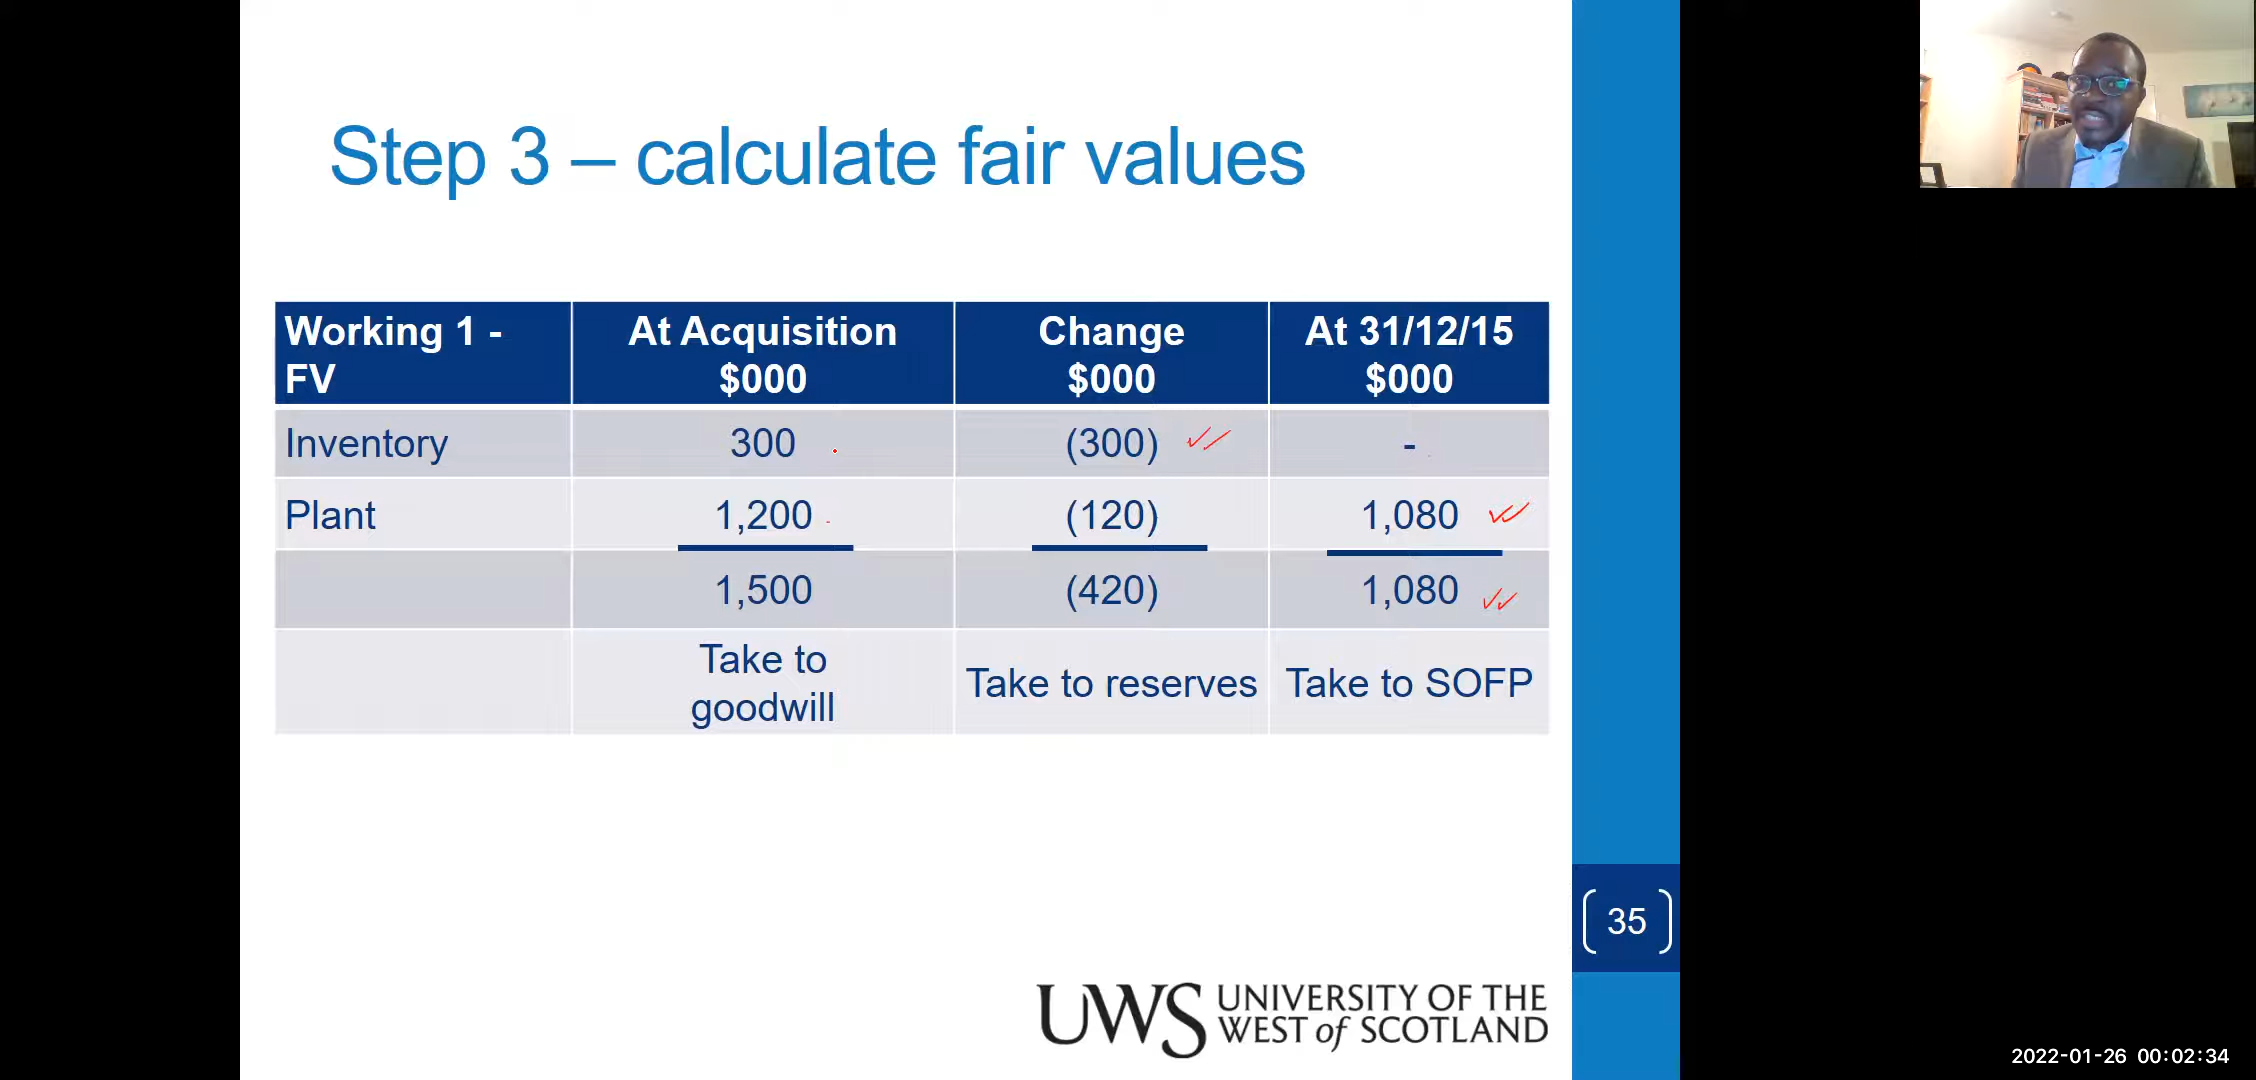 Step 3 – calculate fair values
Working 1 - FV At Acquisition $000 Change $000 At 31/12/15 $000
Inventory 300 (300) -
Plant 1,200 (120) 1,080
1,500 (420) 1,080
Take to goodwill Take to reserves Take to SOFP
35
UWS UNIVERSITY OF THE WEST of SCOTLAND
2022-01-26 00:02:34